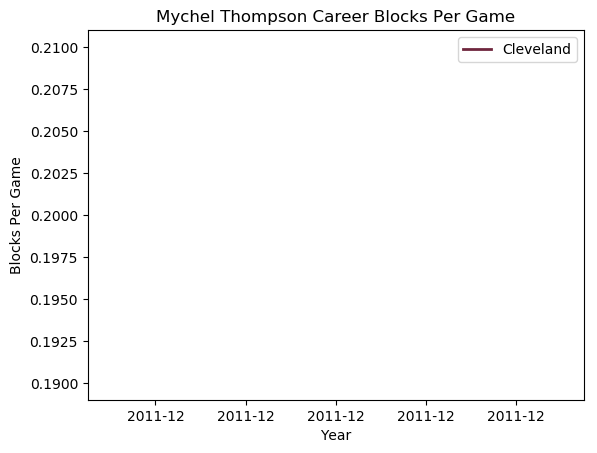 Mychel Thompson Career Blocks Per Game
Cleveland
0.2100
0.2075
0.2050
0.2025
0.2000
0.1975
0.1950
0.1925
0.1900
Blocks Per Game
2011-12 2011-12 2011-12 2011-12 2011-12
Year